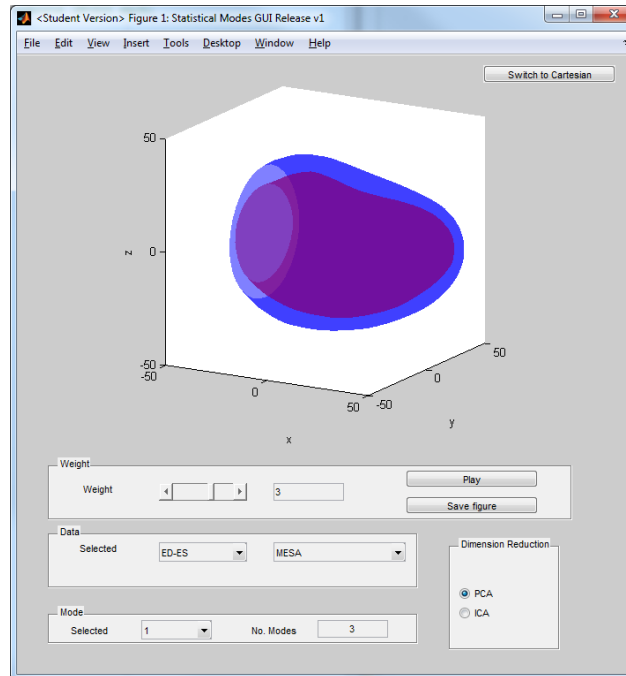 <Student Version> Figure 1: Statistical Modes GUI Release v1
File Edit View Insert Tools Desktop Window Help
Switch to Cartesian
50
z 0
-50
-50 0 50
x
-50 0 50
y
Weight
Weight 3 Play
Save figure
Data
Selected ED-ES MESA
Dimension Reduction
PCA
ICA
Mode
Selected 1 No. Modes 3